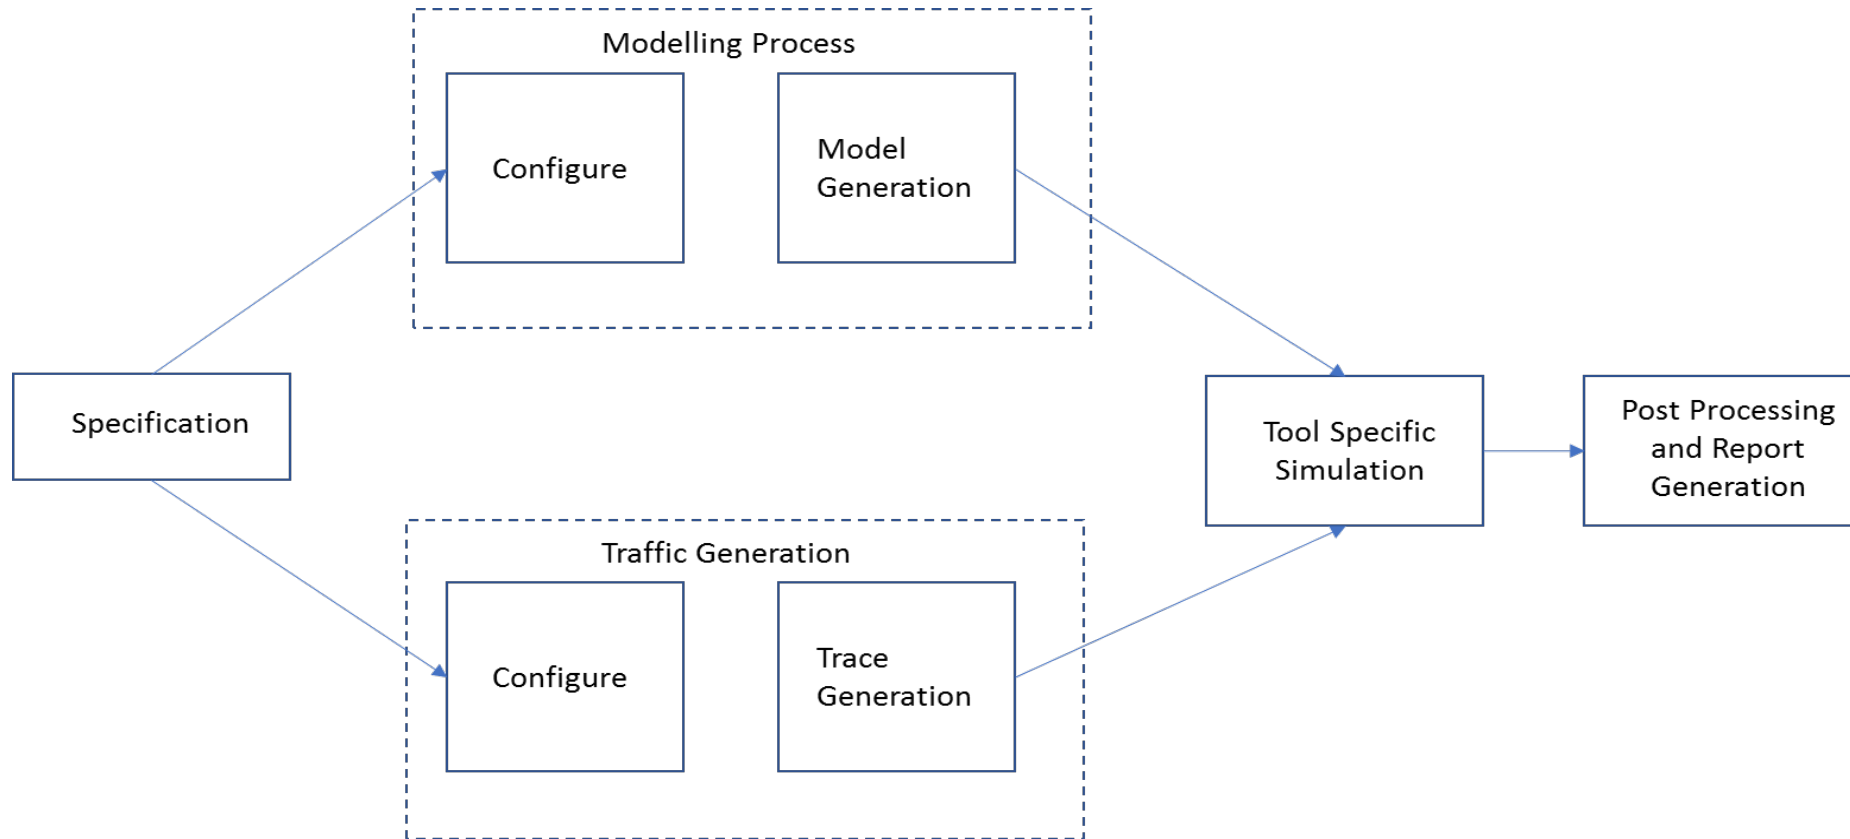 Modelling Process
Configure
Model
Generation
Specification
Tool Specific
Simulation
Post Processing
and Report
Generation
Traffic Generation
Configure
Trace
Generation